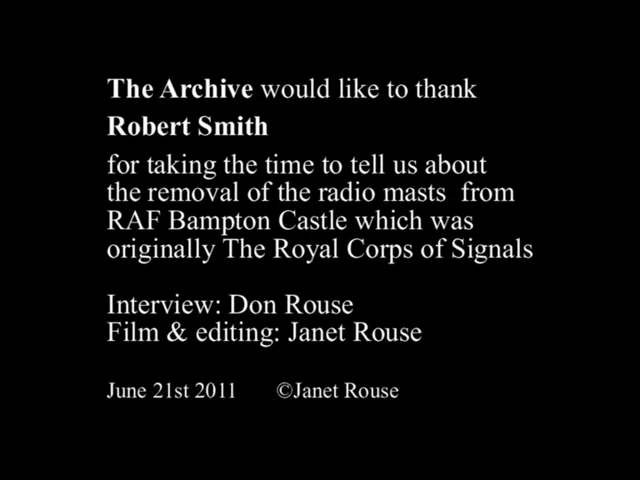 The Archive would like to thank
Robert Smith
for taking the time to tell us about
the removal of the radio masts  from
RAF Bampton Castle which was
originally The Royal Corps of Signals
Interview: Don Rouse
Film & editing: Janet Rouse
June 21st 2011 ©Janet Rouse